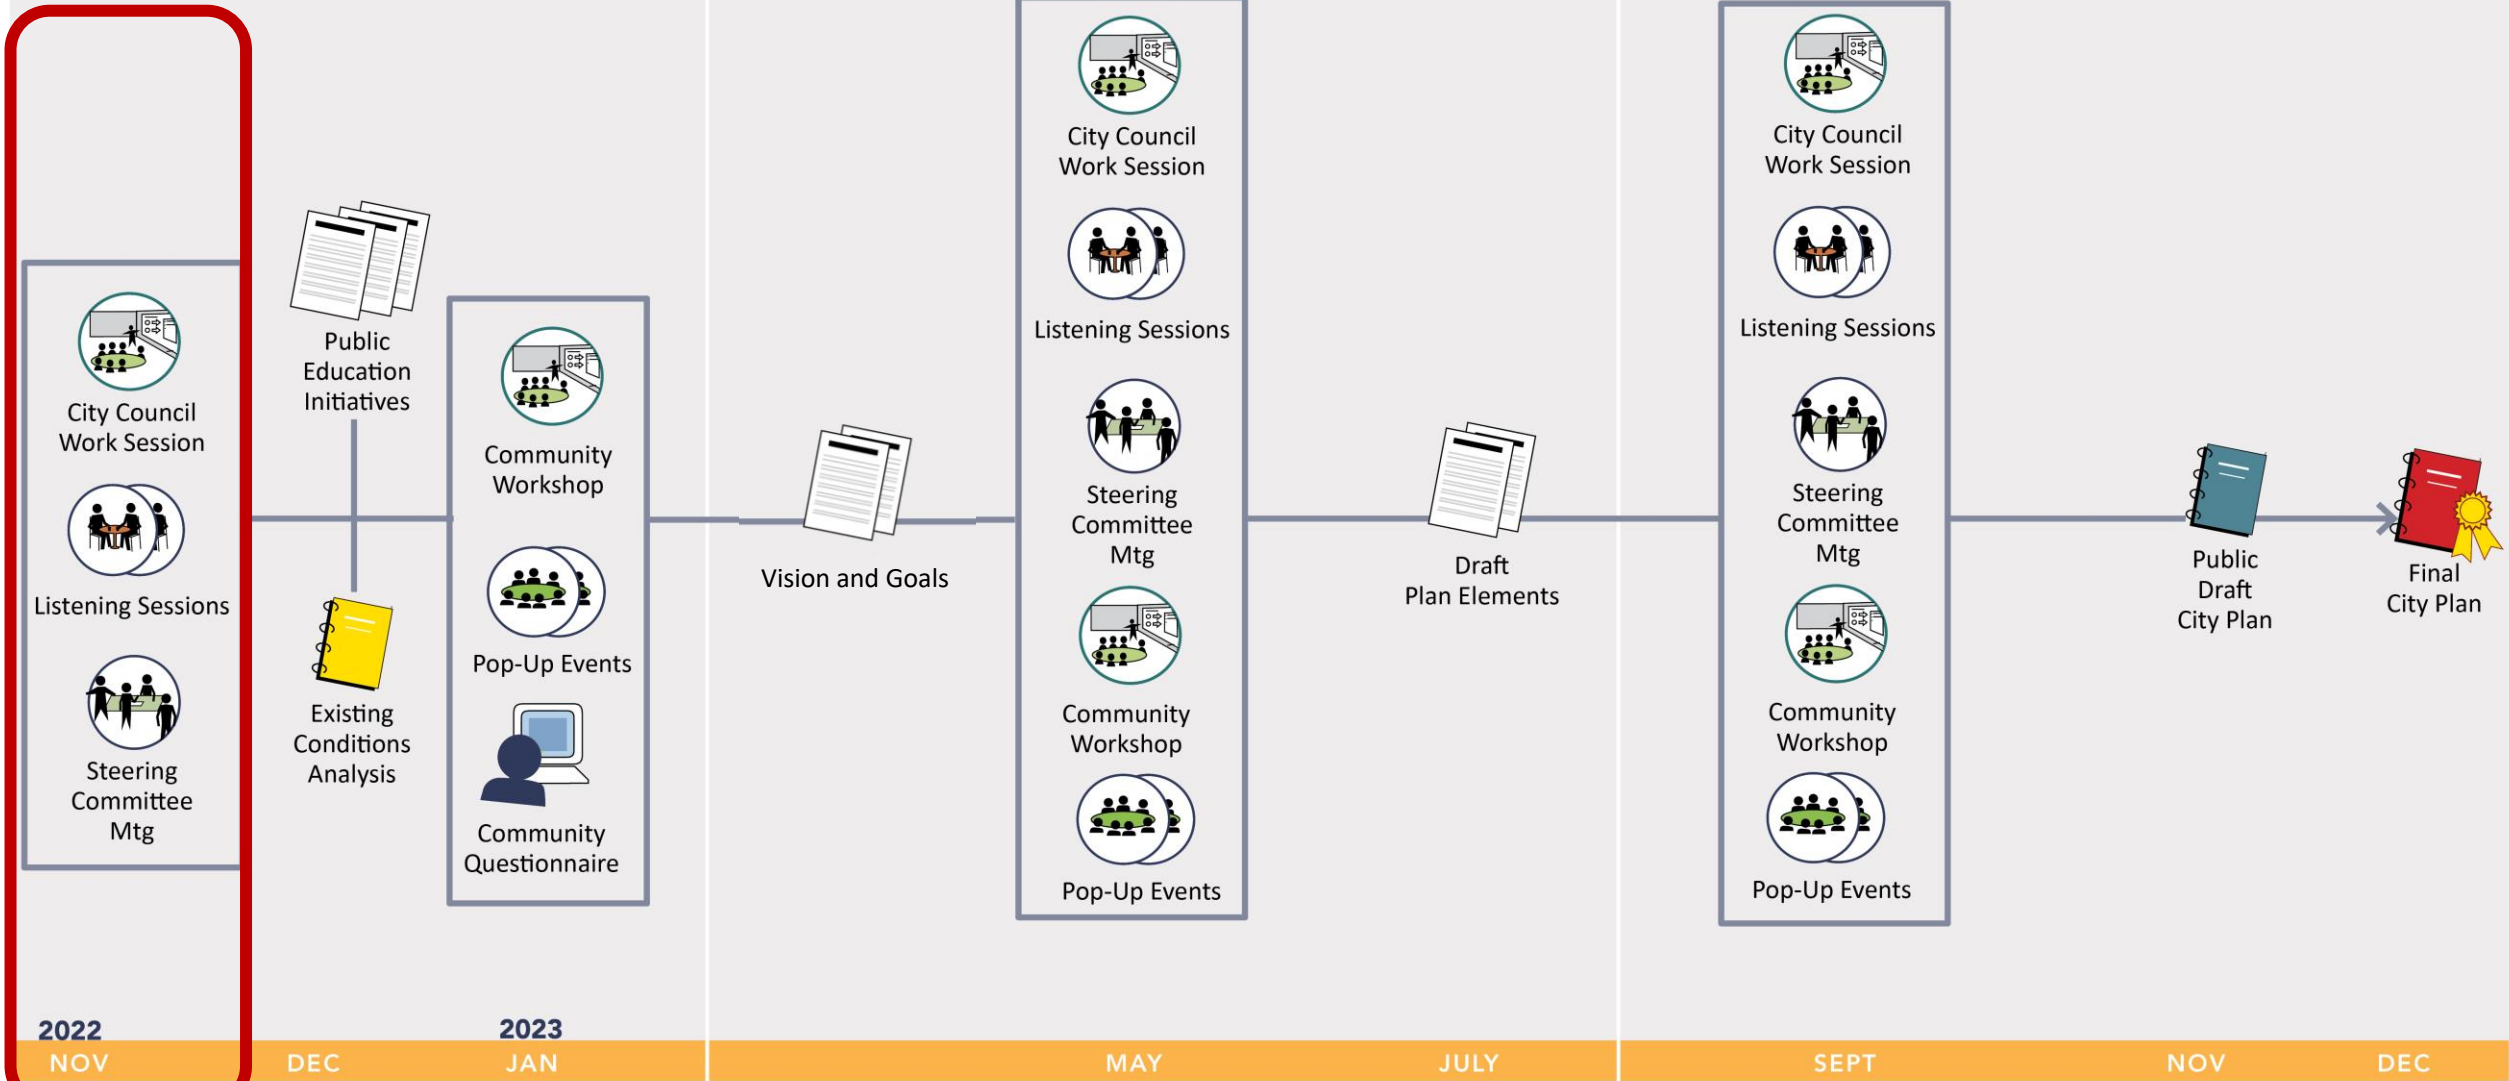 City Council
Work Session
Listening Sessions
Steering
Committee
Mtg
Public
Education
Initiatives
Existing
Conditions
Analysis
Community
Workshop
Pop-Up Events
Community
Questionnaire
Vision and Goals
City Council
Work Session
Listening Sessions
Steering
Committee
Mtg
Community
Workshop
Pop-Up Events
Draft
Plan Elements
City Council
Work Session
Listening Sessions
Steering
Committee
Mtg
Community
Workshop
Pop-Up Events
Public
Draft
City Plan
Final
City Plan
2022
2023
NOV
DEC
JAN
MAY
JULY
SEPT
NOV
DEC